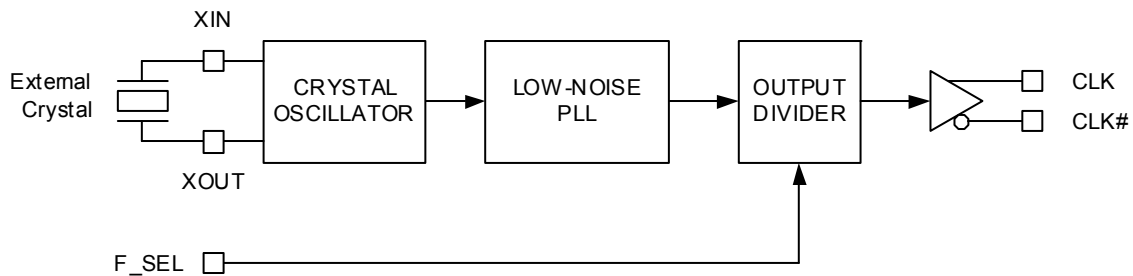 XIN
External
Crystal
CRYSTAL
OSCILLATOR
LOW-NOISE
PLL
OUTPUT
DIVIDER
CLK
CLK#
XOUT
F_SEL